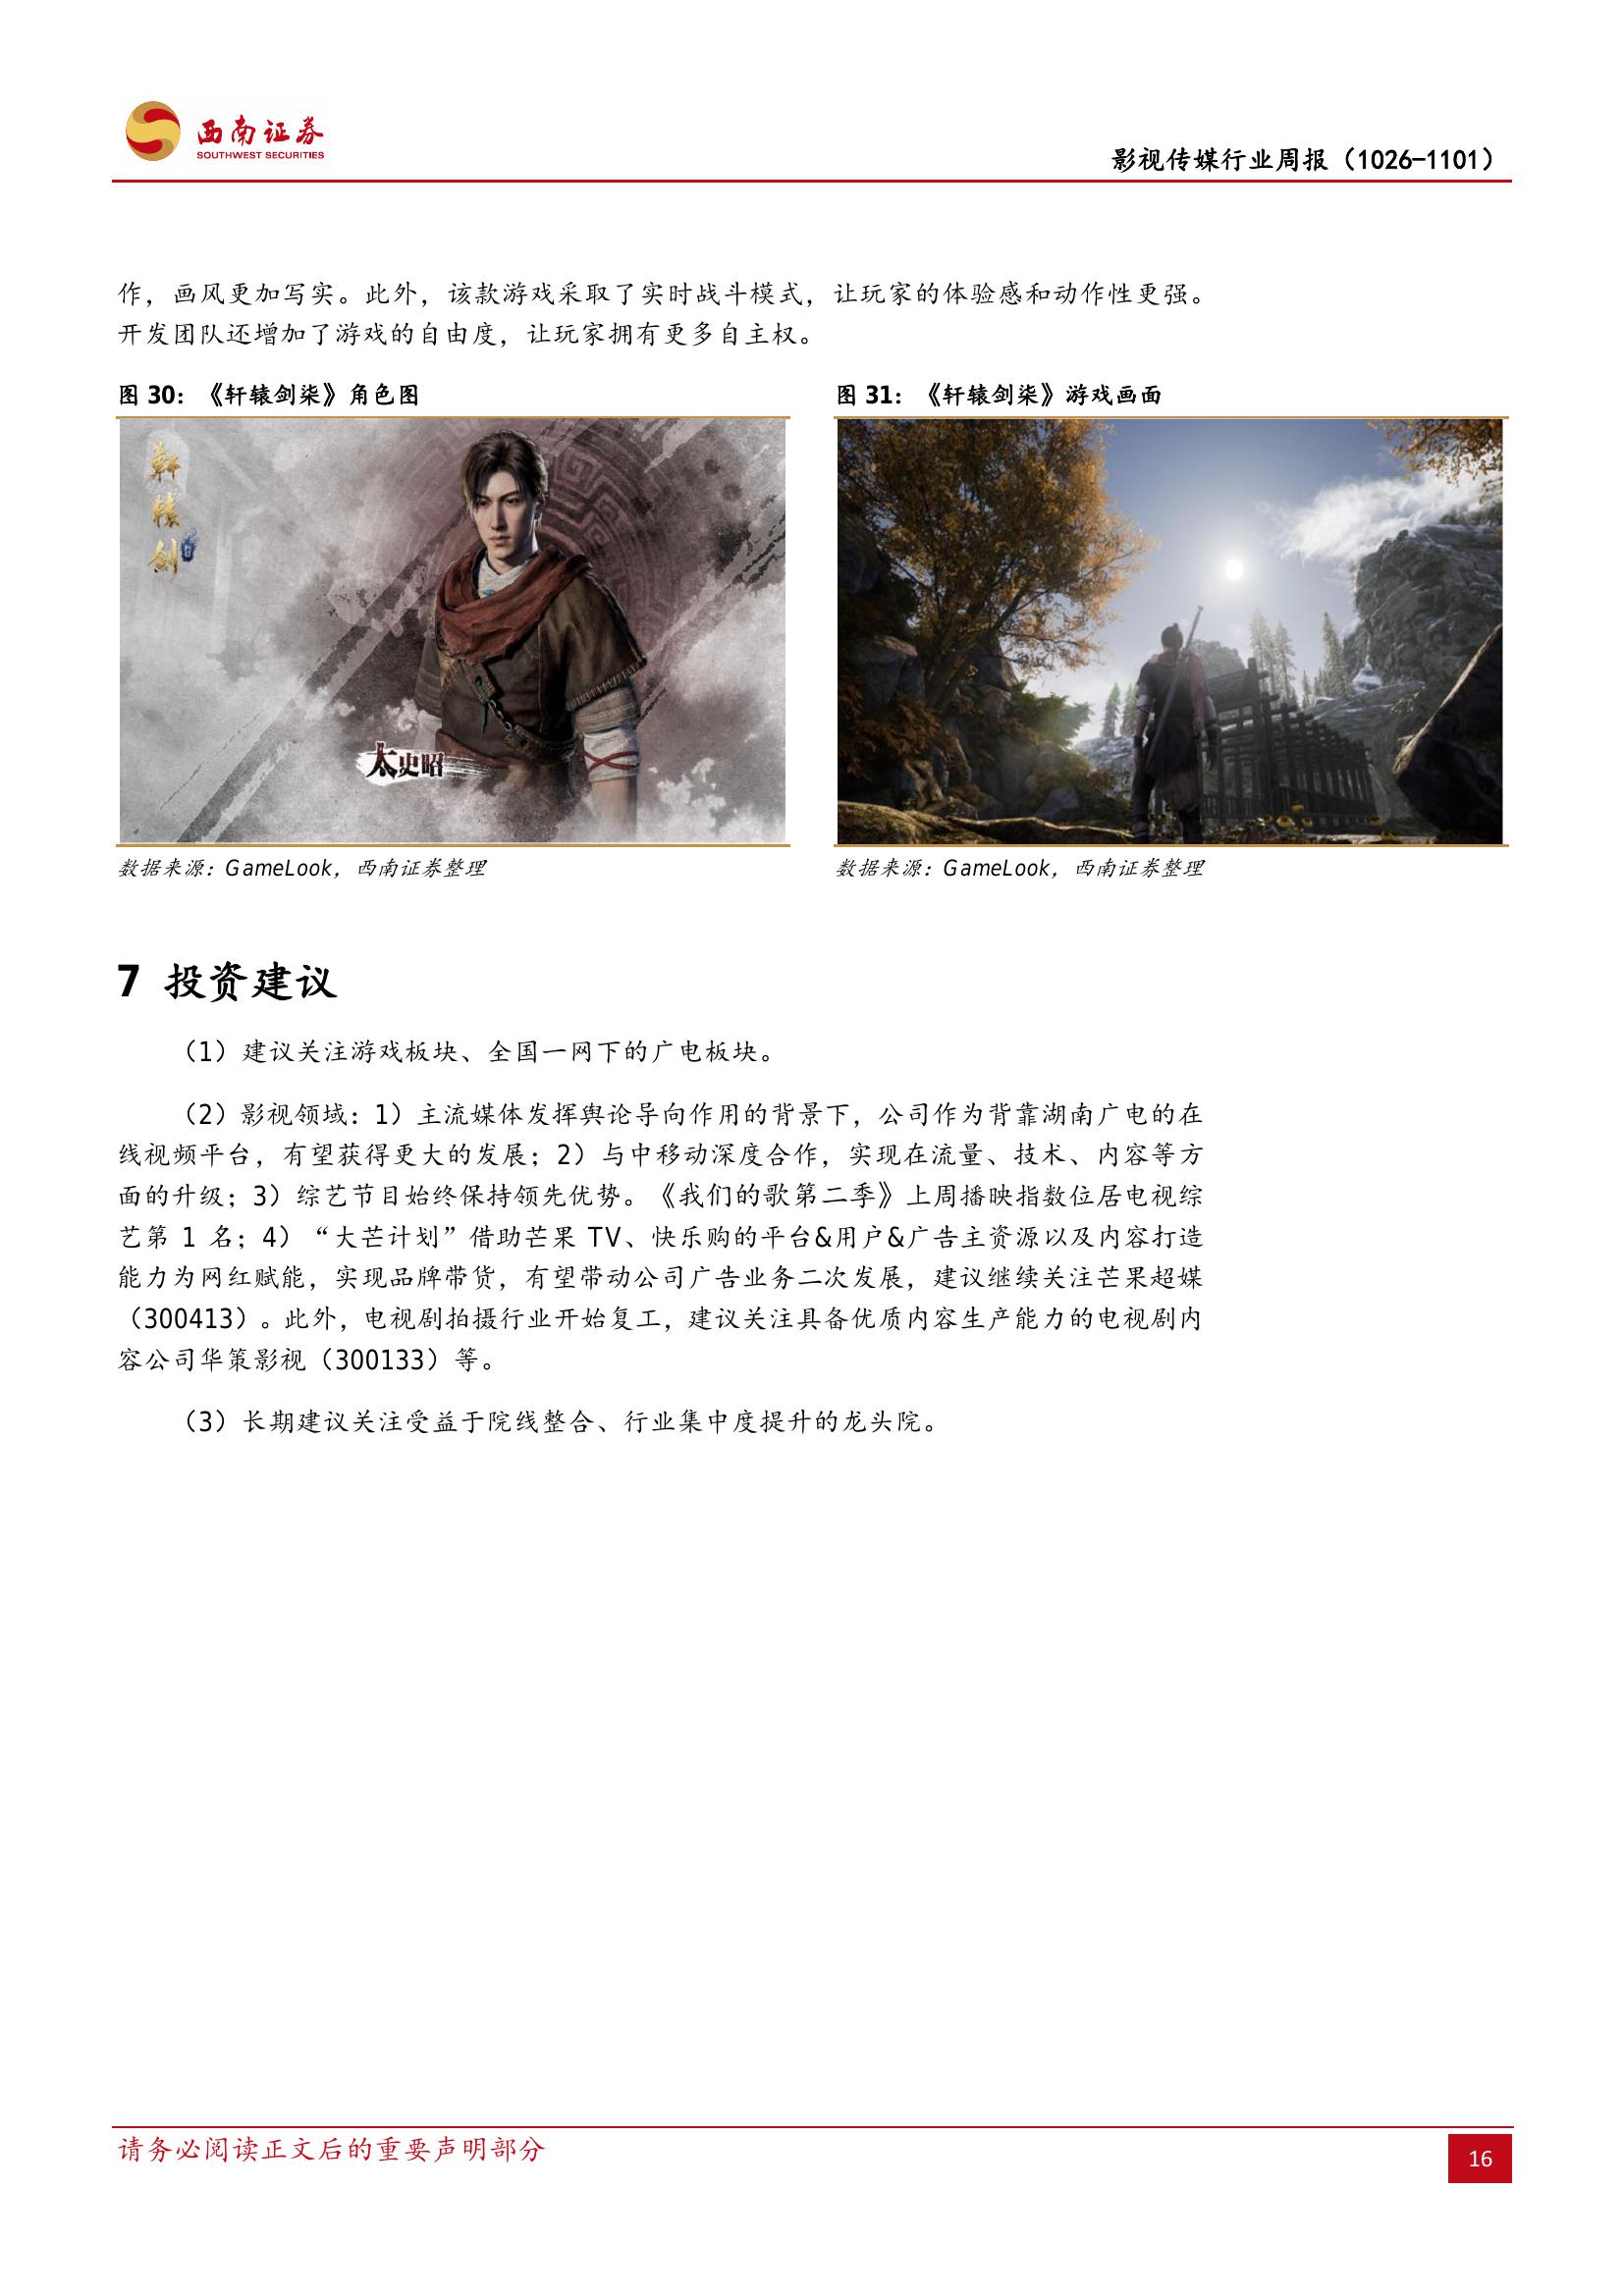 西南证券
SOUTHWEST SECURITIES
影视传媒行业周报（1026-1101）
作，画风更加写实。此外，该款游戏采取了实时战斗模式，让玩家的体验感和动作性更强。
开发团队还增加了游戏的自由度，让玩家拥有更多自主权。
图 30：《轩辕剑柒》角色图
軒
轅
劍
太史昭
数据来源：GameLook，西南证券整理
图 31：《轩辕剑柒》游戏画面
数据来源：GameLook，西南证券整理
7 投资建议
（1）建议关注游戏板块、全国一网下的广电板块。
（2）影视领域：1）主流媒体发挥舆论导向作用的背景下，公司作为背靠湖南广电的在
线视频平台，有望获得更大的发展；2）与中移动深度合作，实现在流量、技术、内容等方
面的升级；3）综艺节目始终保持领先优势。《我们的歌第二季》上周播映指数位居电视综
艺第 1 名；4）“大芒计划”借助芒果 TV、快乐购的平台&用户&广告主资源以及内容打造
能力为网红赋能，实现品牌带货，有望带动公司广告业务二次发展，建议继续关注芒果超媒
（300413）。此外，电视剧拍摄行业开始复工，建议关注具备优质内容生产能力的电视剧内
容公司华策影视（300133）等。
（3）长期建议关注受益于院线整合、行业集中度提升的龙头院。
请务必阅读正文后的重要声明部分
16